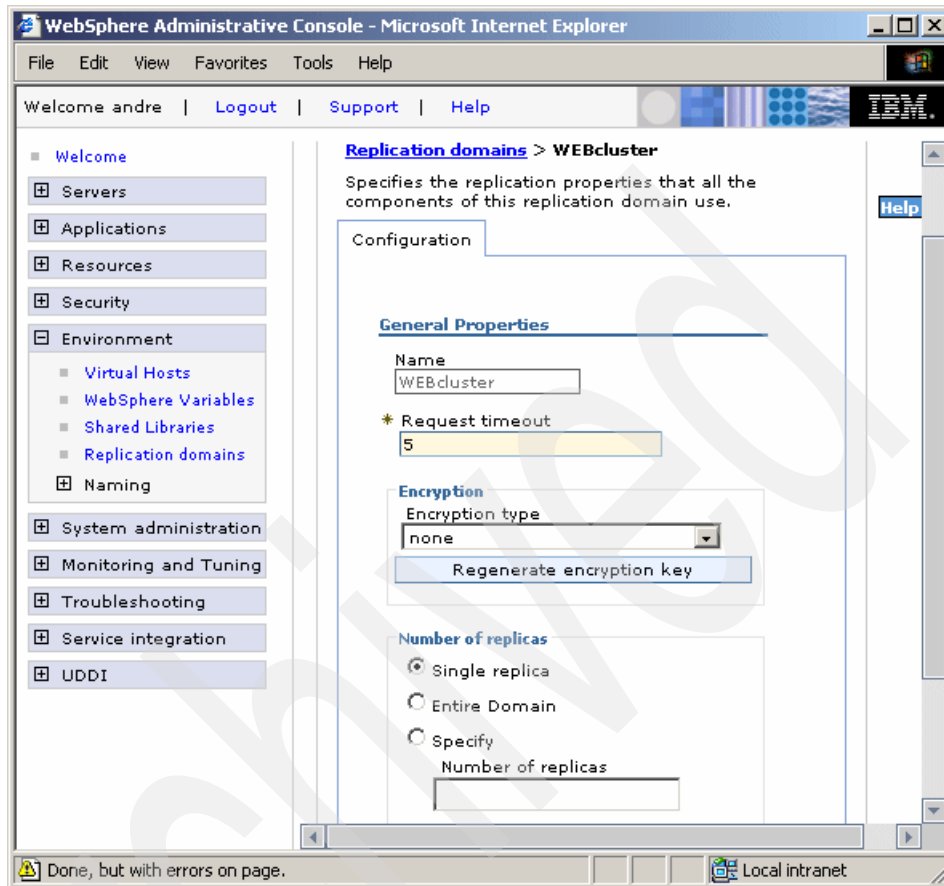 WebSphere Administrative Console - Microsoft Internet Explorer
File Edit View Favorites Tools Help
Welcome andre | Logout | Support | Help
IBM.
Welcome
Servers
Applications
Resources
Security
Environment
Virtual Hosts
WebSphere Variables
Shared Libraries
Replication domains
Naming
System administration
Monitoring and Tuning
Troubleshooting
Service integration
UDDI
Replication domains > WEBcluster
Specifies the replication properties that all the
components of this replication domain use.
Help
Configuration
General Properties
Name
WEBcluster
* Request timeout
5
Encryption
Encryption type
none
Regenerate encryption key
Number of replicas
Single replica
Entire Domain
Specify
Number of replicas
Done, but with errors on page.
Local intranet
chived